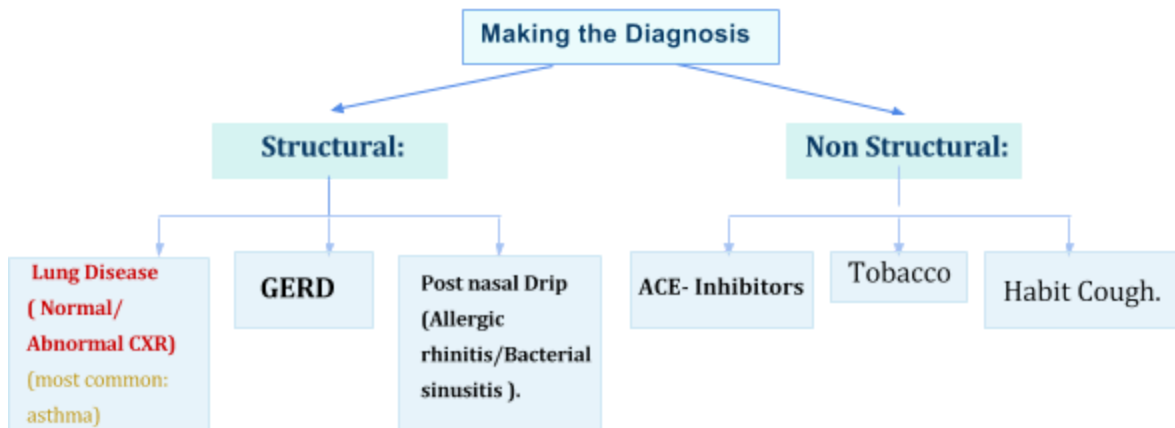 Making the Diagnosis
Structural:
Non Structural:
Lung Disease
( Normal/
Abnormal CXR)
(most common:
asthma)
GERD
Post nasal Drip
(Allergic
rhinitis/Bacterial
sinusitis ).
ACE- Inhibitors
Tobacco
Habit Cough.